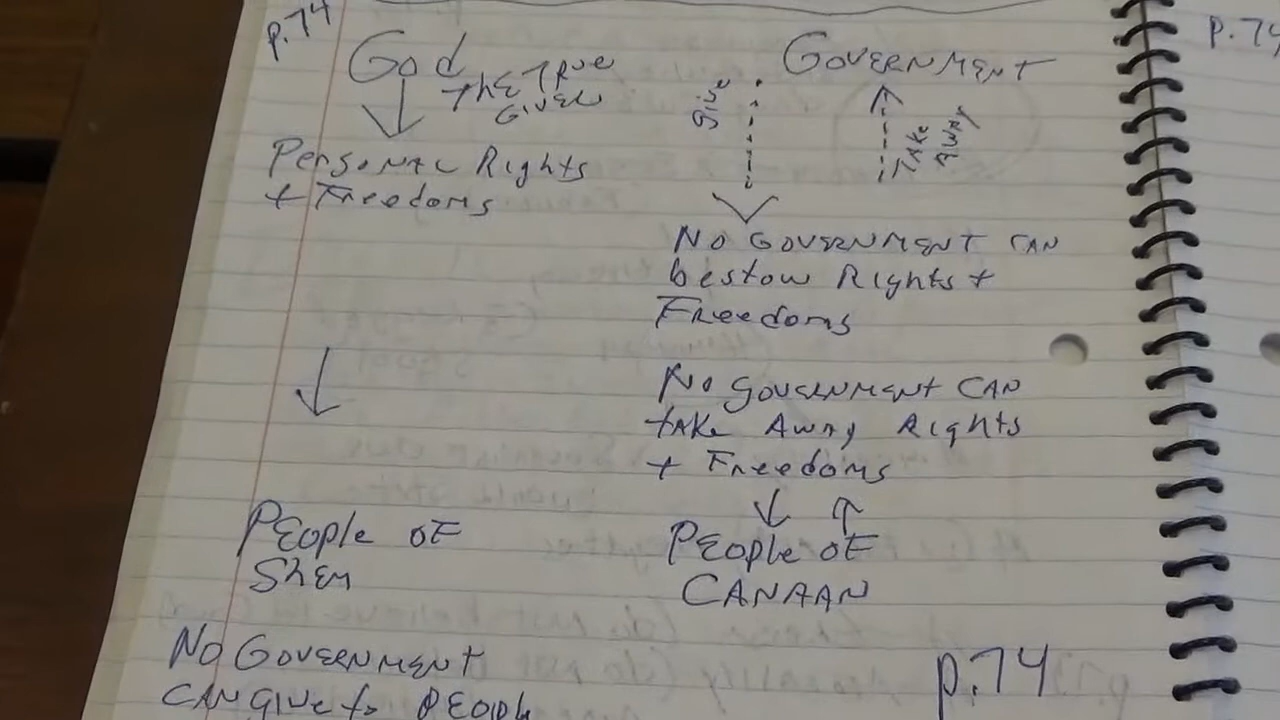 p.74
God
THE TRUE
GIVER
Personal Rights
+ Freedoms
People of
Shem
No Government
CAN GIVE to People
GOVERNMENT
Give
TAKE
AWAY
No GOVERNMENT CAN
bestow Rights +
Freedoms
No GOVERNMENT CAN
tAKe Away Rights
+ Freedoms
People of
CANAAN
p.74
P.74